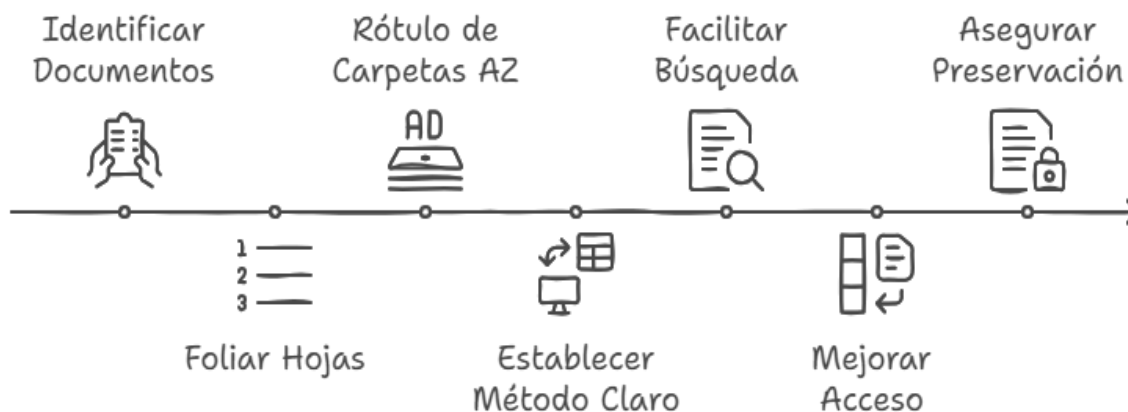 Identificar
Documentos
Rótulo de
Carpetas AZ
Facilitar
Búsqueda
Asegurar
Preservación
AD
1
2
3
Foliar Hojas
Establecer
Método Claro
Mejorar
Acceso